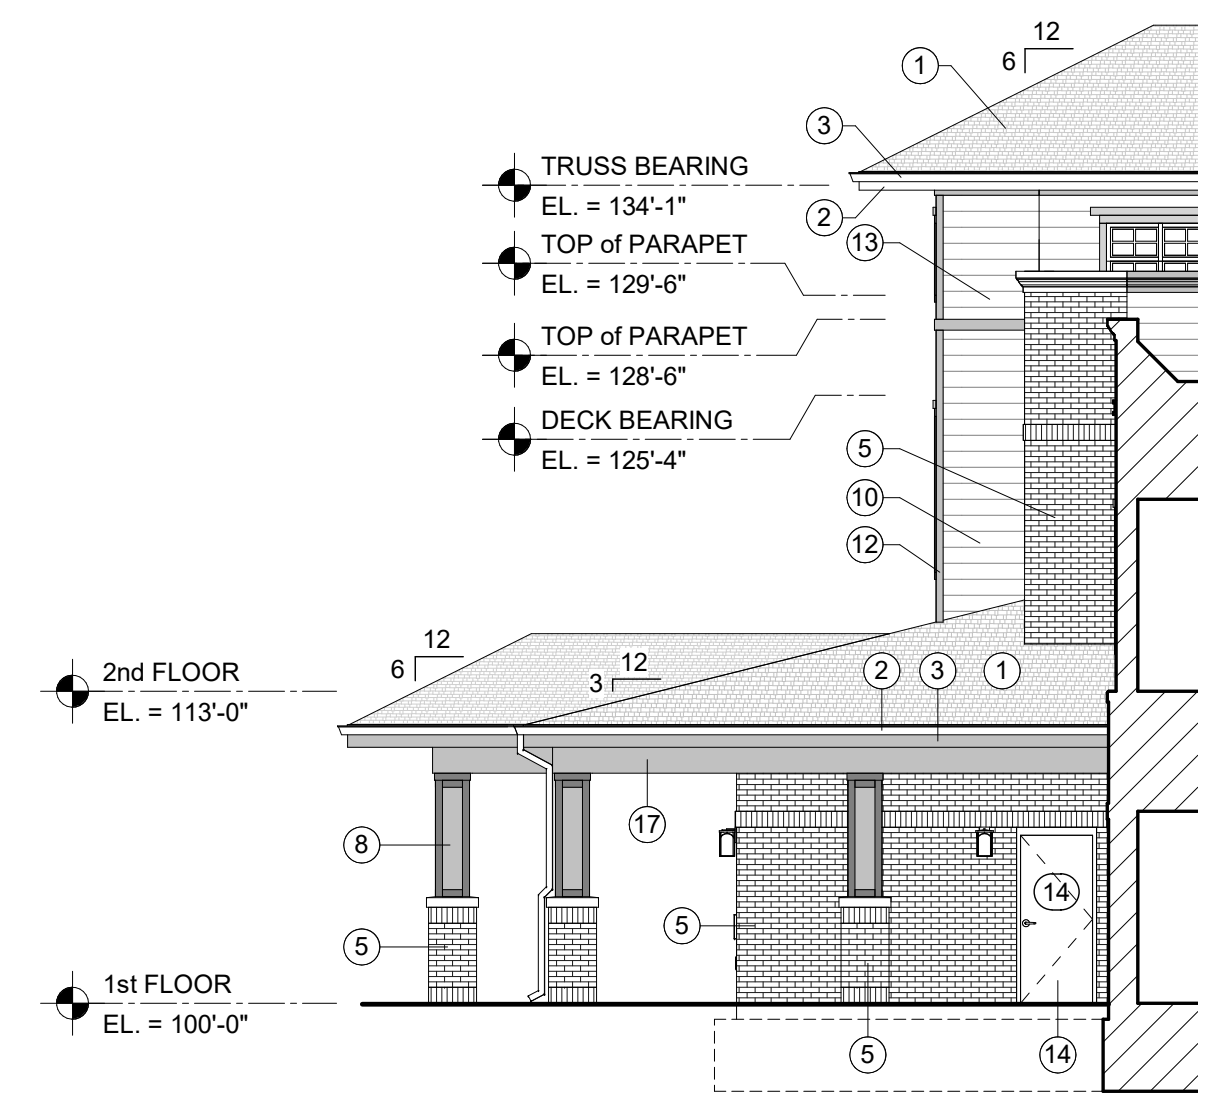 12
6
1
3
TRUSS BEARING
EL. = 134'-1"
2
TOP of PARAPET
13
EL. = 129'-6"
TOP of PARAPET
EL. = 128'-6"
DECK BEARING
5
EL. = 125'-4"
10
12
12
6
12
3
2nd FLOOR
2 3 1
EL. = 113'-0"
17
8
14
5
5
1st FLOOR
EL. = 100'-0"
5
14